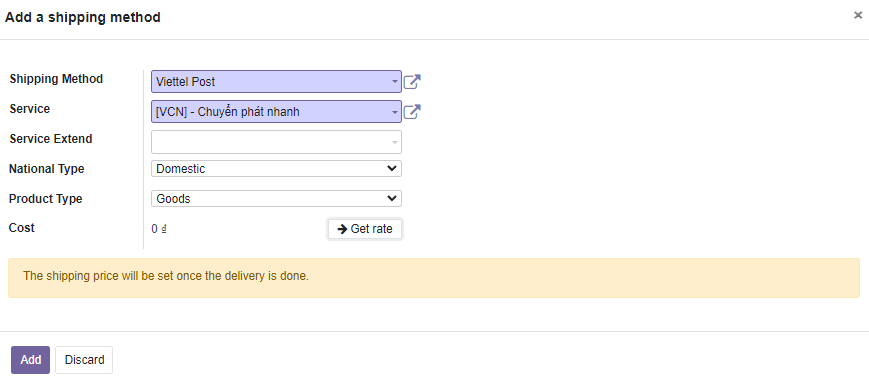 Add a shipping method ×
Shipping Method Viettel Post
Service [VCN] - Chuyển phát nhanh
Service Extend
National Type Domestic
Product Type Goods
Cost 0 ₫ Get rate
The shipping price will be set once the delivery is done.
Add Discard